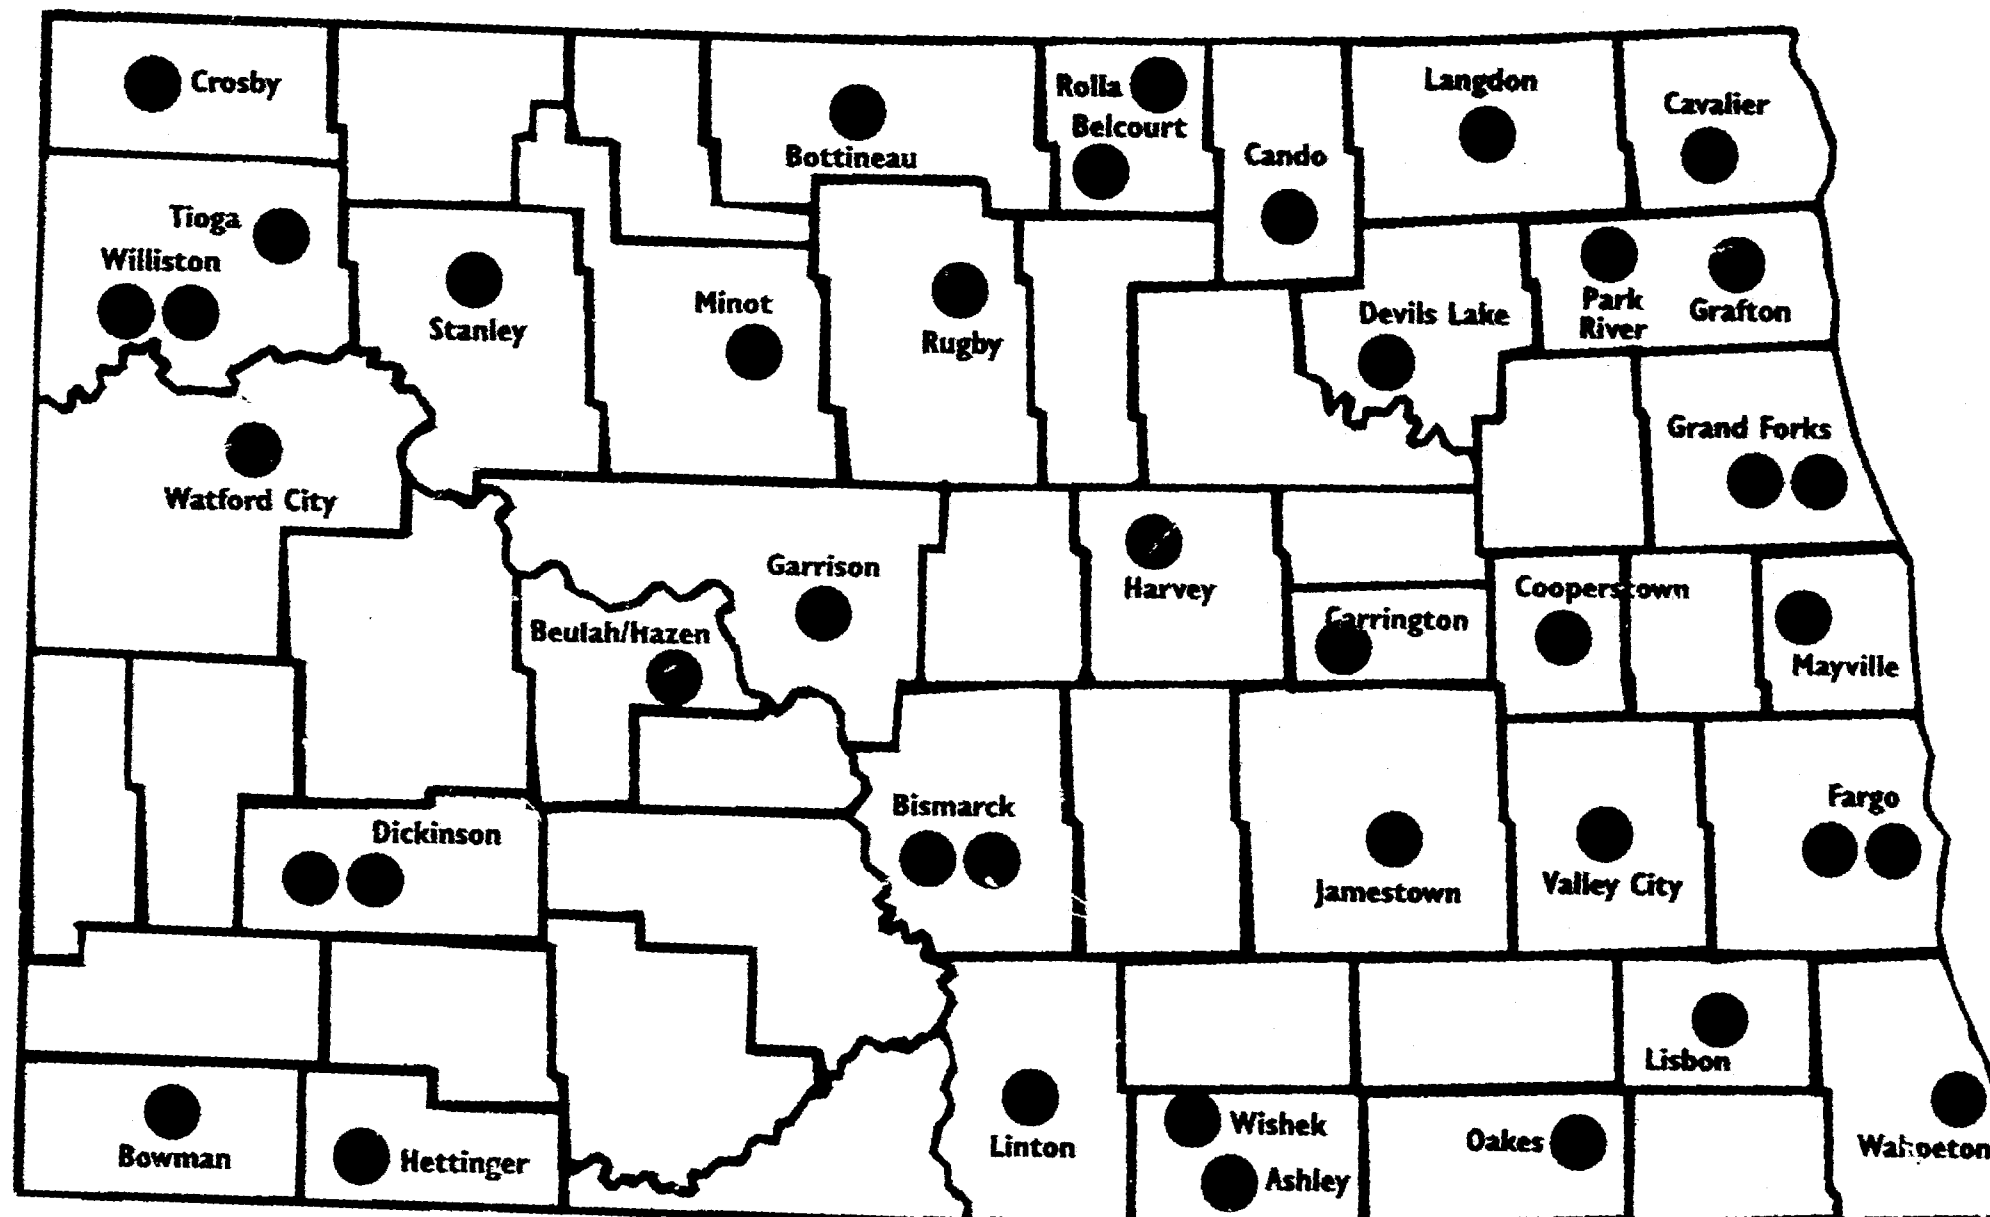 Crosby
Rolla
Belcourt
Langdon
Cavalier
Bottineau
Cando
Tioga
Williston
Stanley
Minot
Rugby
Devils Lake
Park
River
Grafton
Watford City
Grand Forks
Garrison
Harvey
Cooperstown
Beulah/Hazen
Carrington
Mayville
Dickinson
Bismarck
Fargo
Jamestown
Valley City
Lisbon
Bowman
Hettinger
Linton
Wishek
Ashley
Oakes
Wahpeton